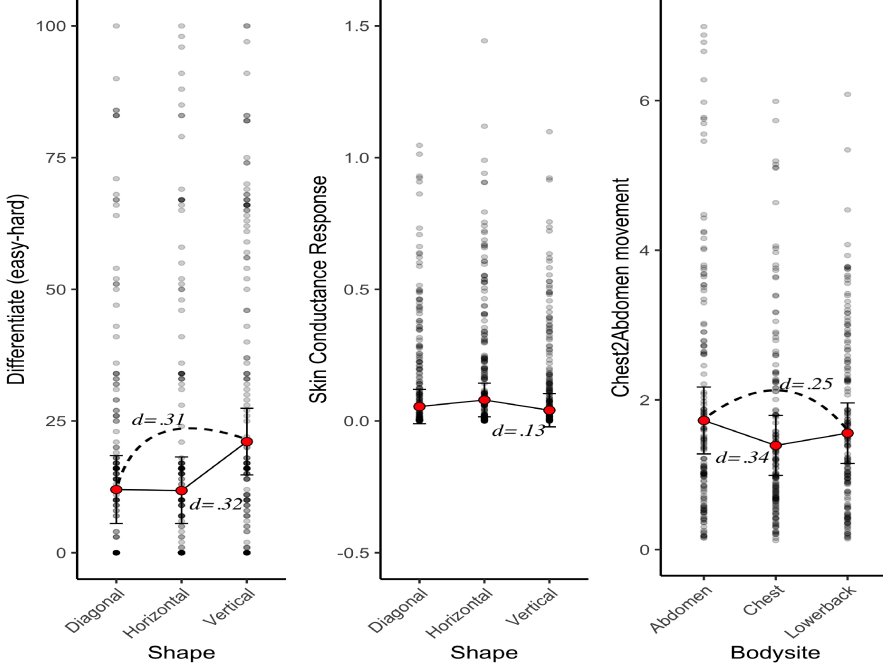 Differentiate (easy-hard)
100
75
50
25
0
d=.31
d=.32
Diagonal
Horizontal
Vertical
Shape
Skin Conductance Response
1.5
1.0
0.5
0.0
-0.5
d=.13
Diagonal
Horizontal
Vertical
Shape
Chest2Abdomen movement
6
4
2
0
d=.25
d=.34
Abdomen
Chest
Lowerback
Bodysite